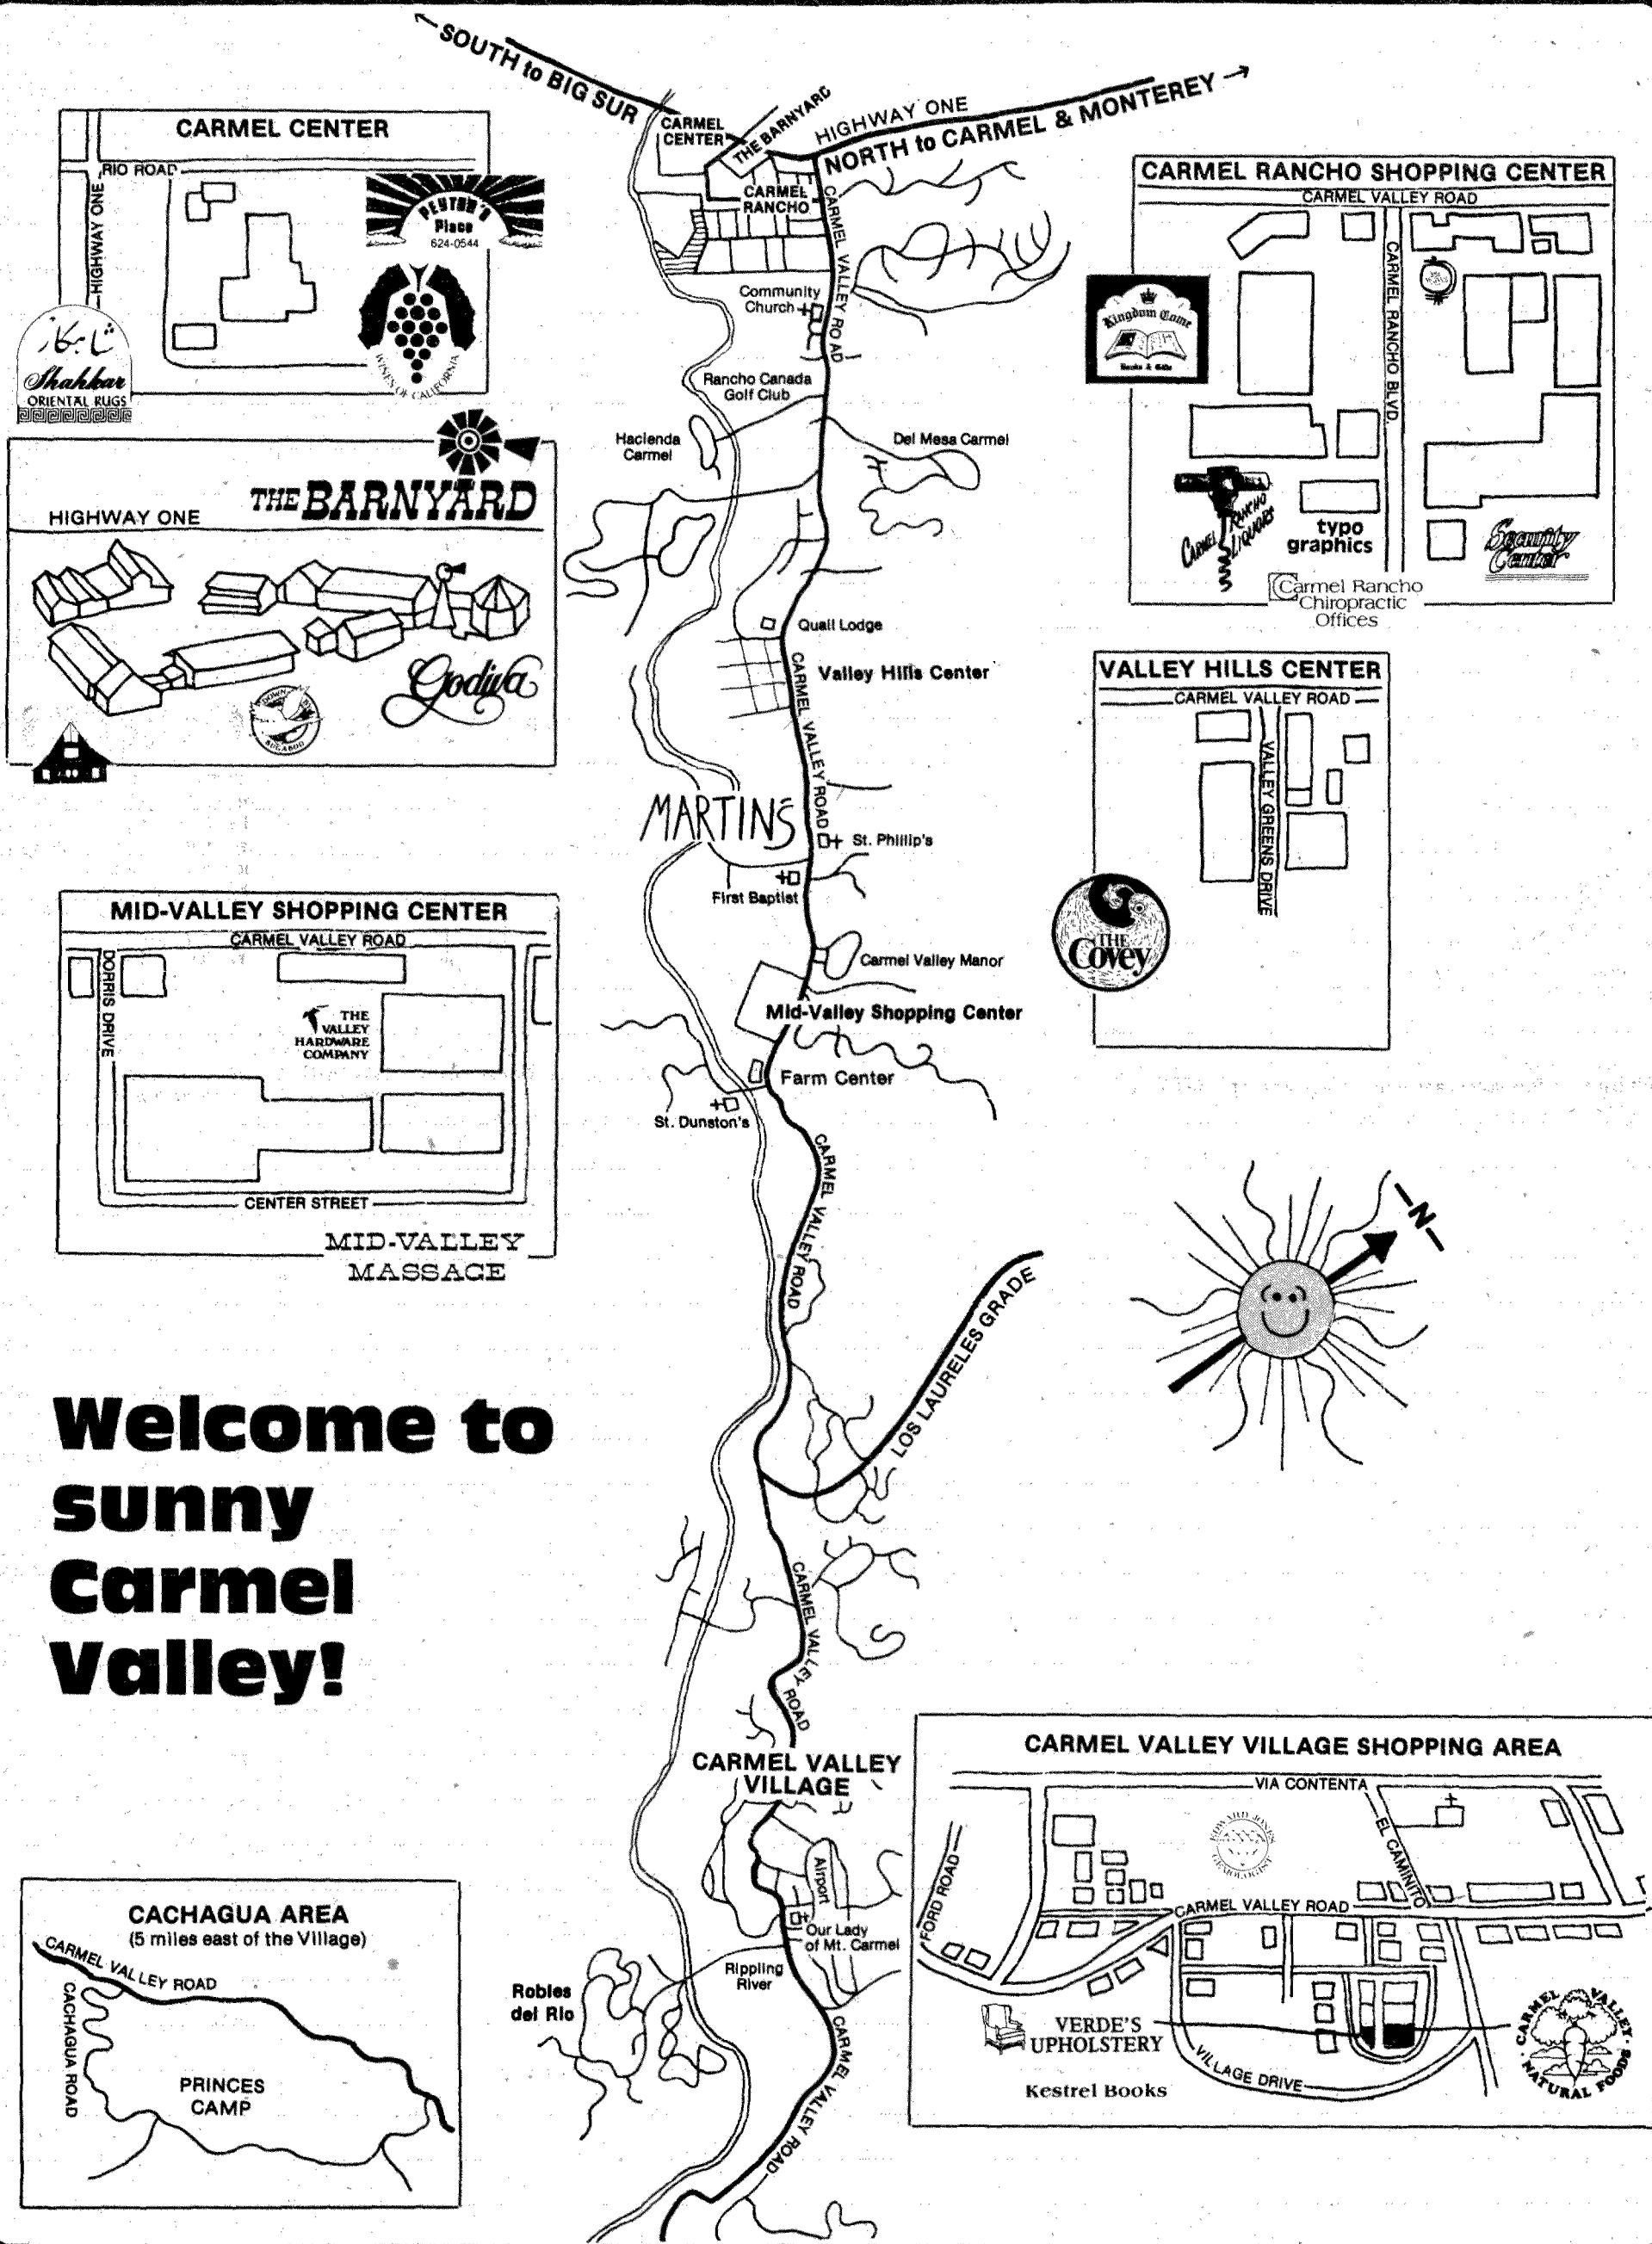 ← SOUTH to BIG SUR
CARMEL
CENTER
THE BARNYARD
HIGHWAY ONE
NORTH to CARMEL & MONTEREY →
CARMEL
RANCHO
CARMEL VALLEY ROAD
Community
Church
Rancho Canada
Golf Club
Hacienda
Carmel
Del Mesa Carmel
Quail Lodge
Valley Hills Center
CARMEL VALLEY ROAD
MARTIN'S
St. Phillip's
First Baptist
Carmel Valley Manor
Mid-Valley Shopping Center
Farm Center
St. Dunston's
CARMEL VALLEY ROAD
LOS LAURELES GRADE
CARMEL VALLEY ROAD
CARMEL VALLEY
VILLAGE
Airport
Our Lady
of Mt. Carmel
Rippling
River
Robles
del Rio
CARMEL VALLEY ROAD
CARMEL CENTER
RIO ROAD
HIGHWAY ONE
Place
624-0544
شاهکار
Shahkar
ORIENTAL RUGS
WINES OF CALIFORNIA
THE BARNYARD
HIGHWAY ONE
Godiva
BUGABOO
MID-VALLEY SHOPPING CENTER
CARMEL VALLEY ROAD
DORRIS DRIVE
THE
VALLEY
HARDWARE
COMPANY
CENTER STREET
MID-VALLEY
MASSAGE
Welcome to
sunny
Carmel
Valley!
CACHAGUA AREA
(5 miles east of the Village)
CARMEL VALLEY ROAD
CACHAGUA ROAD
PRINCES
CAMP
CARMEL RANCHO SHOPPING CENTER
CARMEL VALLEY ROAD
CARMEL RANCHO BLVD.
Kingdom Come
Books & Gifts
CARMEL RANCHO LIQUORS
typo
graphics
Security
Center
Carmel Rancho
Chiropractic
Offices
VALLEY HILLS CENTER
CARMEL VALLEY ROAD
VALLEY GREENS DRIVE
THE
Covey
-N-
CARMEL VALLEY VILLAGE SHOPPING AREA
VIA CONTENTA
EDWARD JONES
GEMOLOGIST
EL CAMINITO
FORD ROAD
CARMEL VALLEY ROAD
VERDE'S
UPHOLSTERY
VILLAGE DRIVE
Kestrel Books
CARMEL VALLEY
NATURAL FOODS